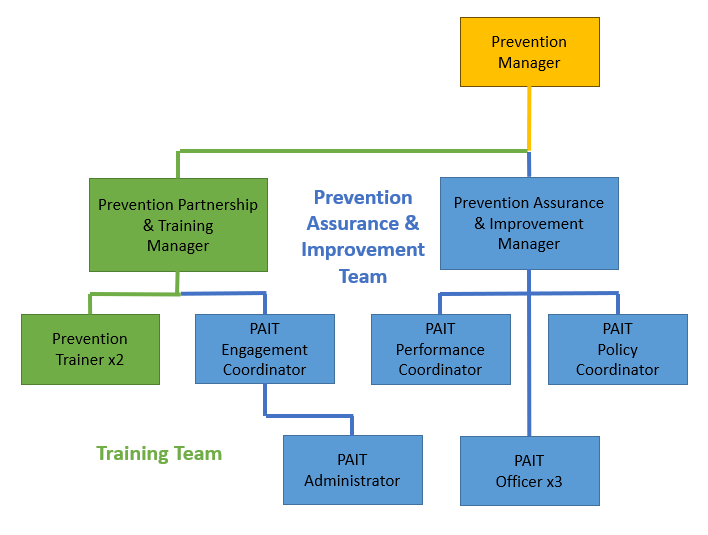 Prevention
Manager
Prevention Partnership
& Training
Manager
Prevention
Assurance &
Improvement
Team
Prevention Assurance
& Improvement
Manager
Prevention
Trainer x2
PAIT
Engagement
Coordinator
PAIT
Performance
Coordinator
PAIT
Policy
Coordinator
Training Team
PAIT
Administrator
PAIT
Officer x3